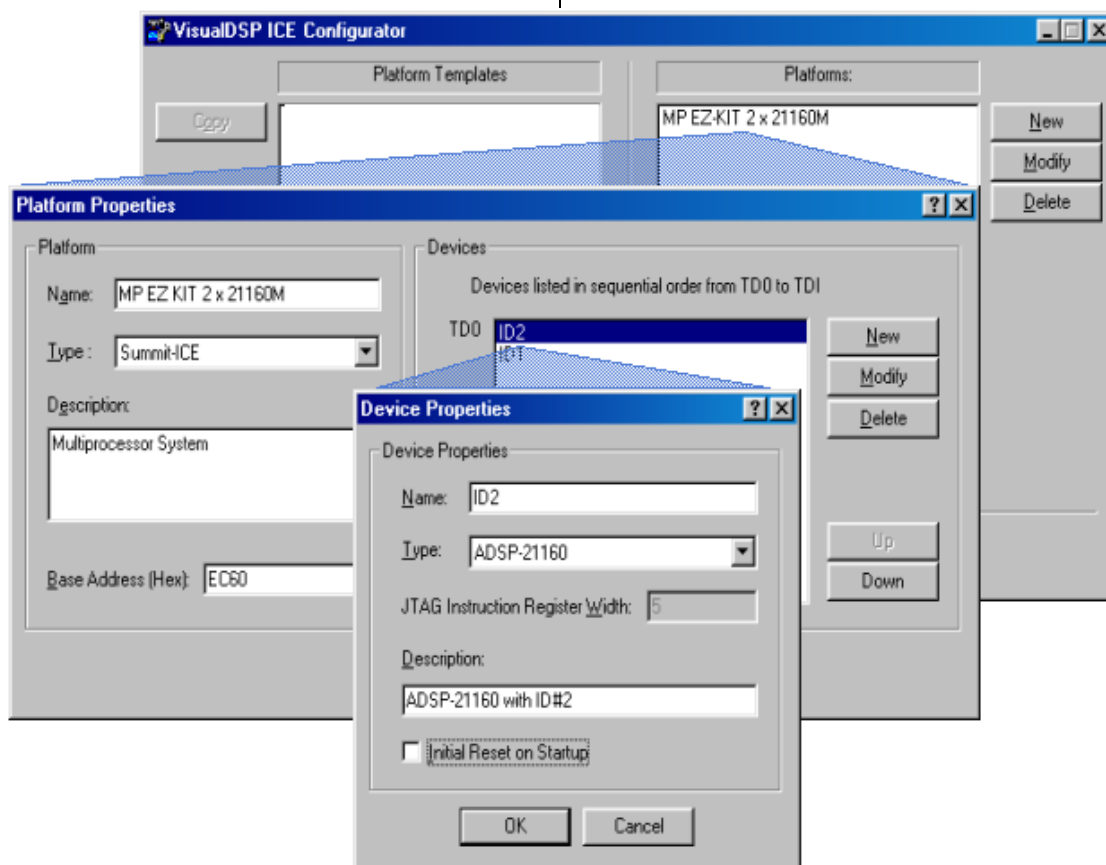 VisualDSP ICE Configurator
Platform Templates
Platforms:
Copy
MP EZ-KIT 2 x 21160M
New
Modify
Delete
Platform Properties
Platform
Name: MP EZ KIT 2 x 21160M
Type : Summit-ICE
Description:
Multiprocessor System
Base Address (Hex): EC60
Devices
Devices listed in sequential order from TDO to TDI
TDO
ID2
New
Modify
Delete
Up
Down
Device Properties
Device Properties
Name: ID2
Type: ADSP-21160
JTAG Instruction Register Width: 5
Description:
ADSP-21160 with ID#2
Initial Reset on Startup
OK
Cancel